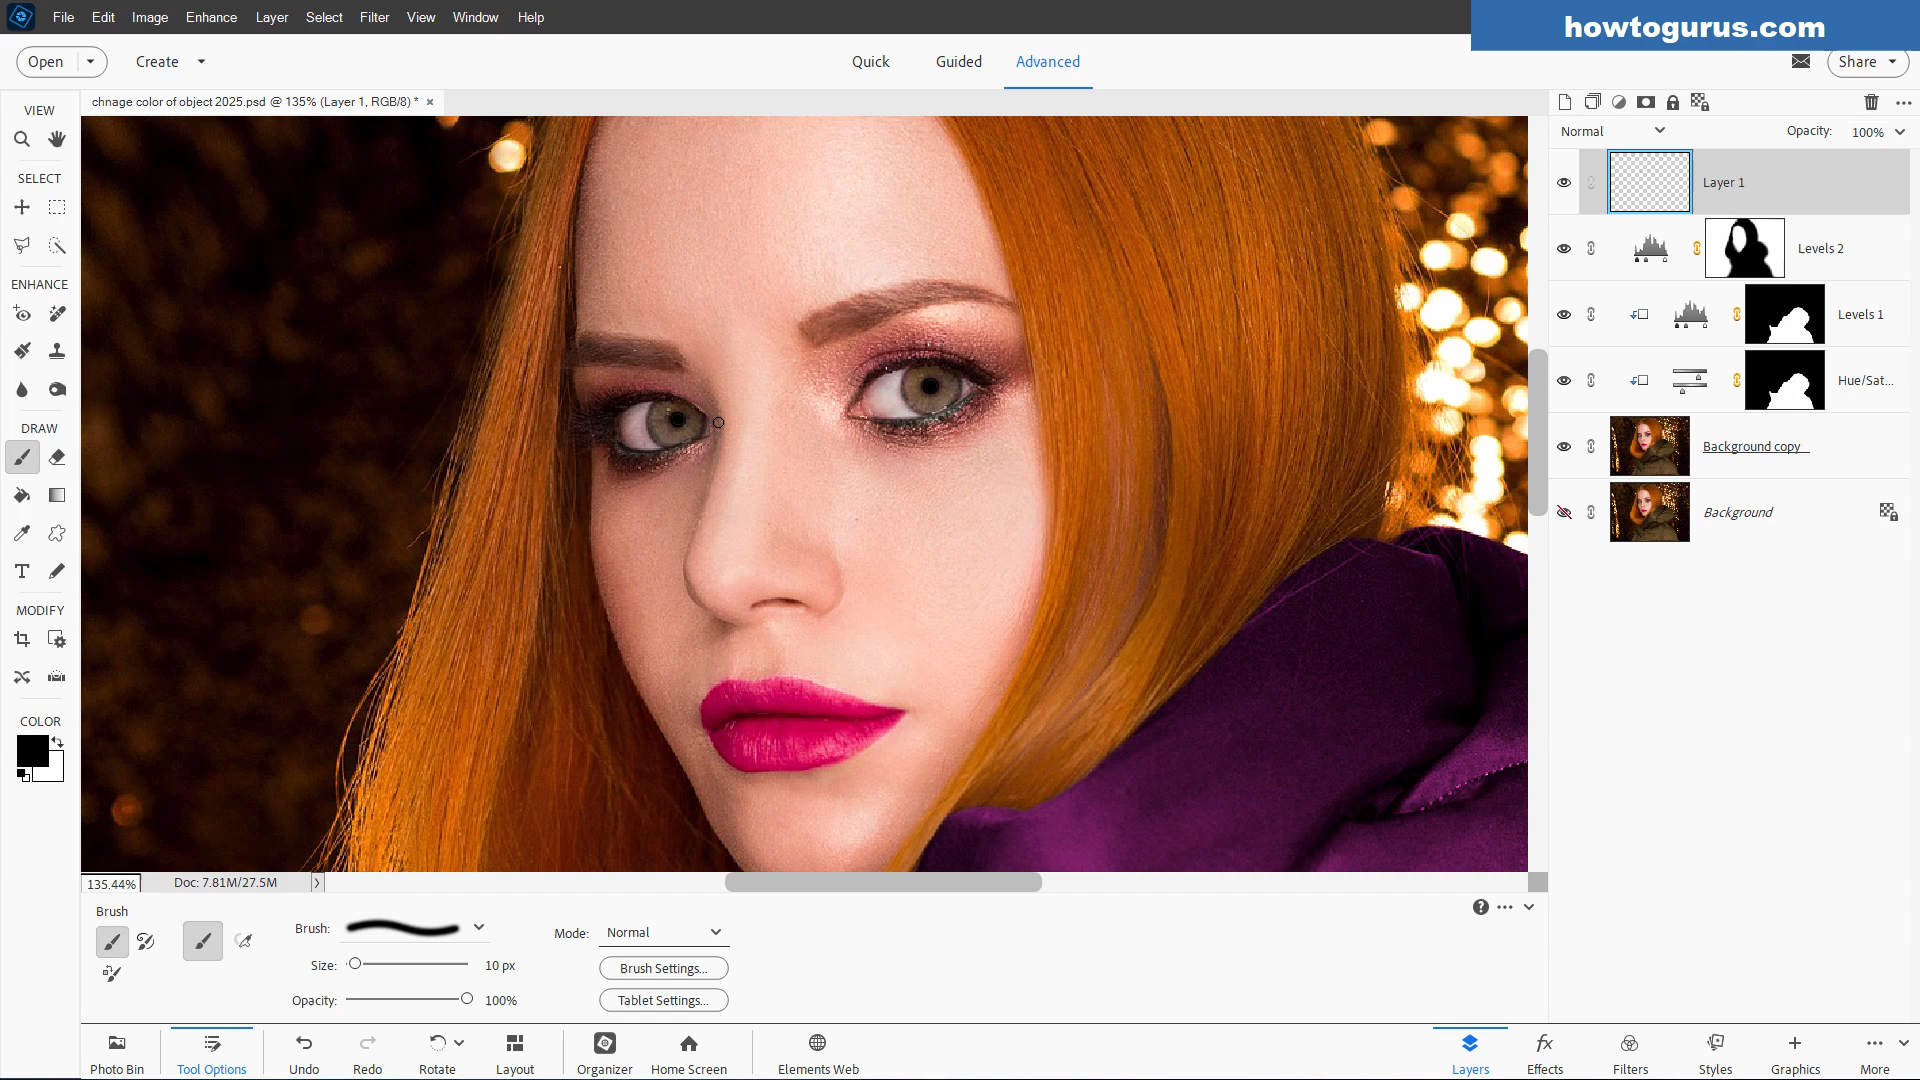 File Edit Image Enhance Layer Select Filter View Window Help
howtogurus.com
Open Create Quick Guided Advanced Share
VIEW
chnage color of object 2025.psd @ 135% (Layer 1, RGB/8) *
Normal Opacity: 100%
SELECT
Layer 1
Levels 2
ENHANCE
Levels 1
Hue/Sat...
DRAW
Background copy
Background
T
MODIFY
COLOR
135.44% Doc: 7.81M/27.5M
Brush
Brush:
Mode: Normal
Size: 10 px
Brush Settings...
Opacity: 100%
Tablet Settings...
Photo Bin Tool Options Undo Redo Rotate Layout Organizer Home Screen Elements Web Layers fx Effects Filters Styles Graphics More